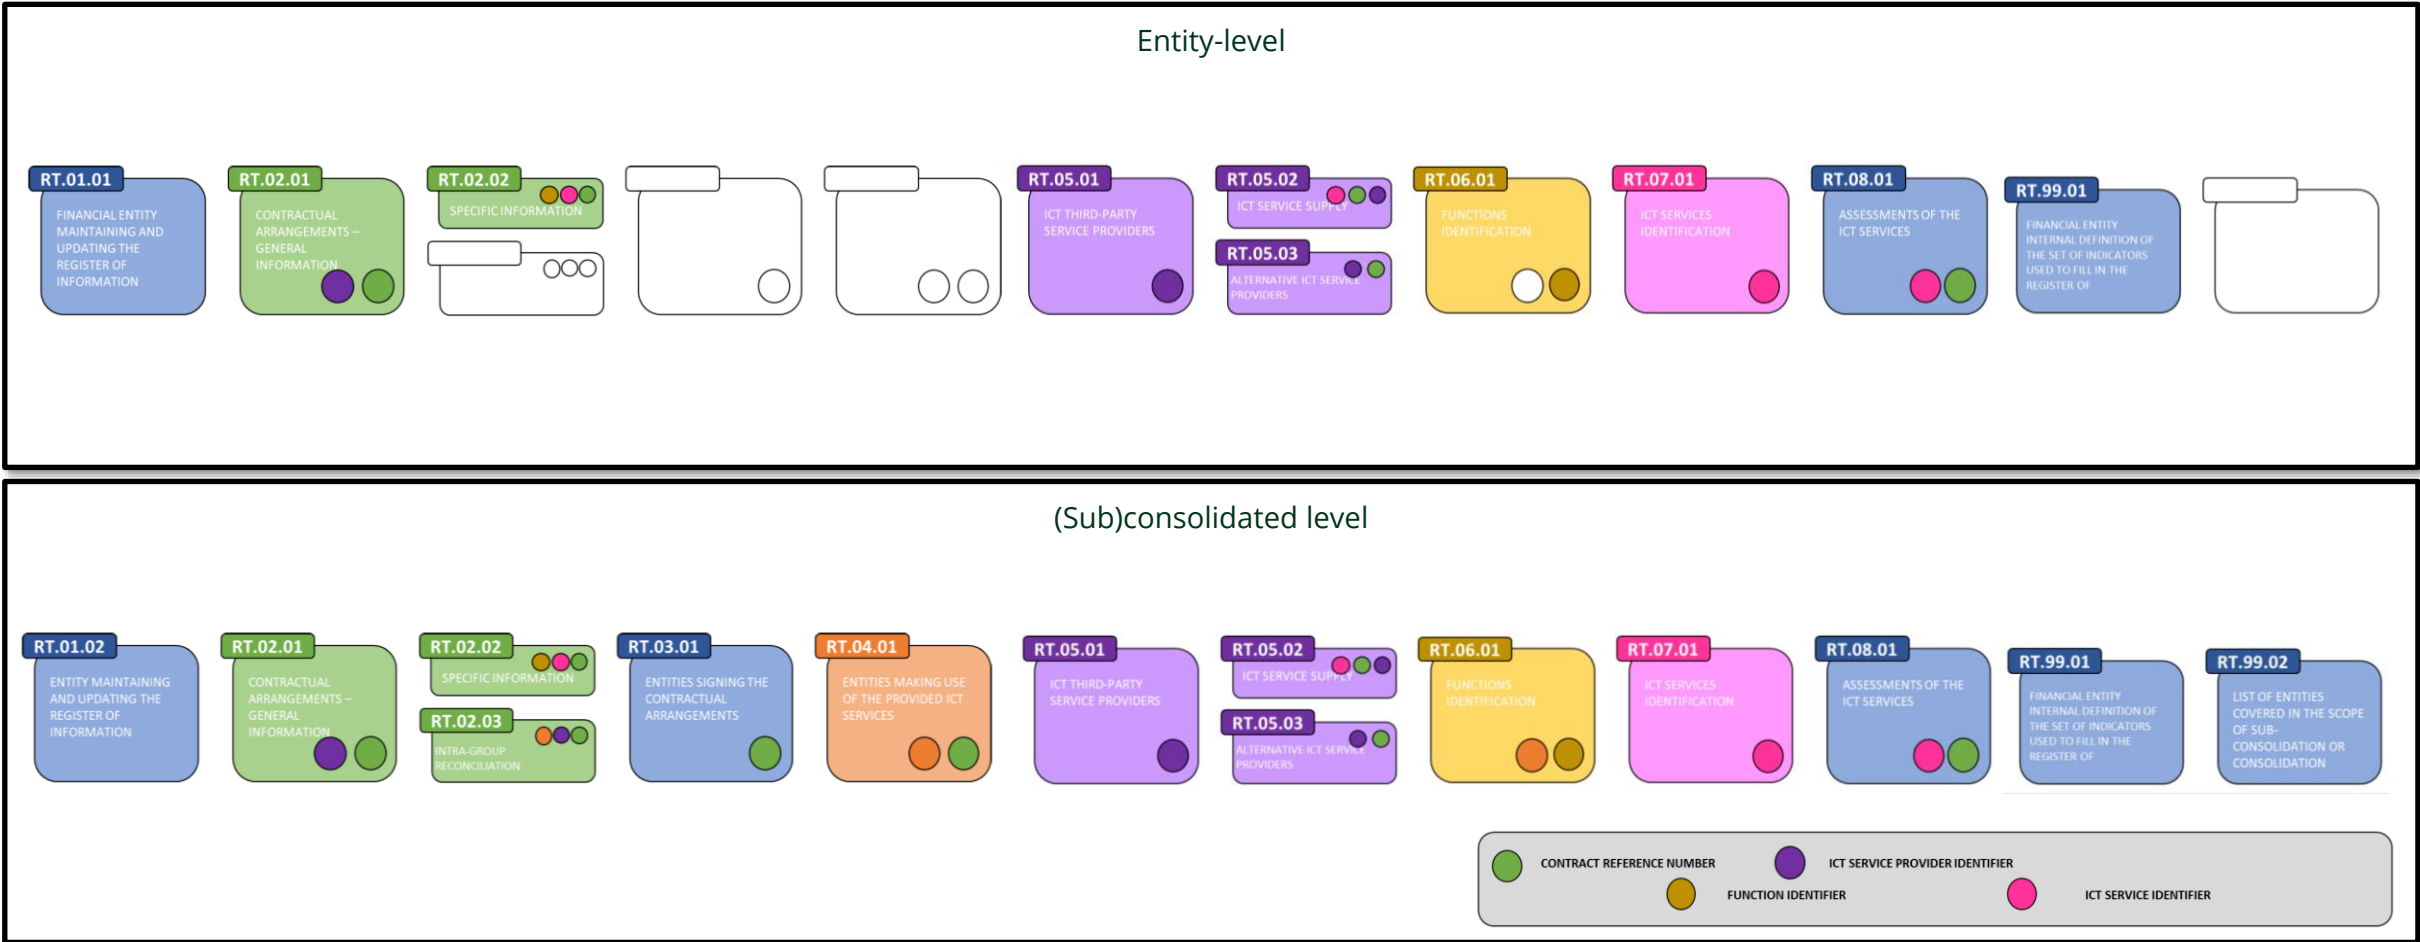 Entity-level
RT.01.01
FINANCIAL ENTITY
MAINTAINING AND
UPDATING THE
REGISTER OF
INFORMATION
RT.02.01
CONTRACTUAL
ARRANGEMENTS –
GENERAL
INFORMATION
RT.02.02
SPECIFIC INFORMATION
RT.05.01
ICT THIRD-PARTY
SERVICE PROVIDERS
RT.05.02
ICT SERVICE SUPPLY
RT.05.03
ALTERNATIVE ICT SERVICE
PROVIDERS
RT.06.01
FUNCTIONS
IDENTIFICATION
RT.07.01
ICT SERVICES
IDENTIFICATION
RT.08.01
ASSESSMENTS OF THE
ICT SERVICES
RT.99.01
FINANCIAL ENTITY
INTERNAL DEFINITION OF
THE SET OF INDICATORS
USED TO FILL IN THE
REGISTER OF
(Sub)consolidated level
RT.01.02
ENTITY MAINTAINING
AND UPDATING THE
REGISTER OF
INFORMATION
RT.02.01
CONTRACTUAL
ARRANGEMENTS –
GENERAL
INFORMATION
RT.02.02
SPECIFIC INFORMATION
RT.02.03
INTRA-GROUP
RECONCILIATION
RT.03.01
ENTITIES SIGNING THE
CONTRACTUAL
ARRANGEMENTS
RT.04.01
ENTITIES MAKING USE
OF THE PROVIDED ICT
SERVICES
RT.05.01
ICT THIRD-PARTY
SERVICE PROVIDERS
RT.05.02
ICT SERVICE SUPPLY
RT.05.03
ALTERNATIVE ICT SERVICE
PROVIDERS
RT.06.01
FUNCTIONS
IDENTIFICATION
RT.07.01
ICT SERVICES
IDENTIFICATION
RT.08.01
ASSESSMENTS OF THE
ICT SERVICES
RT.99.01
FINANCIAL ENTITY
INTERNAL DEFINITION OF
THE SET OF INDICATORS
USED TO FILL IN THE
REGISTER OF
RT.99.02
LIST OF ENTITIES
COVERED IN THE SCOPE
OF SUB-
CONSOLIDATION OR
CONSOLIDATION
CONTRACT REFERENCE NUMBER
ICT SERVICE PROVIDER IDENTIFIER
FUNCTION IDENTIFIER
ICT SERVICE IDENTIFIER